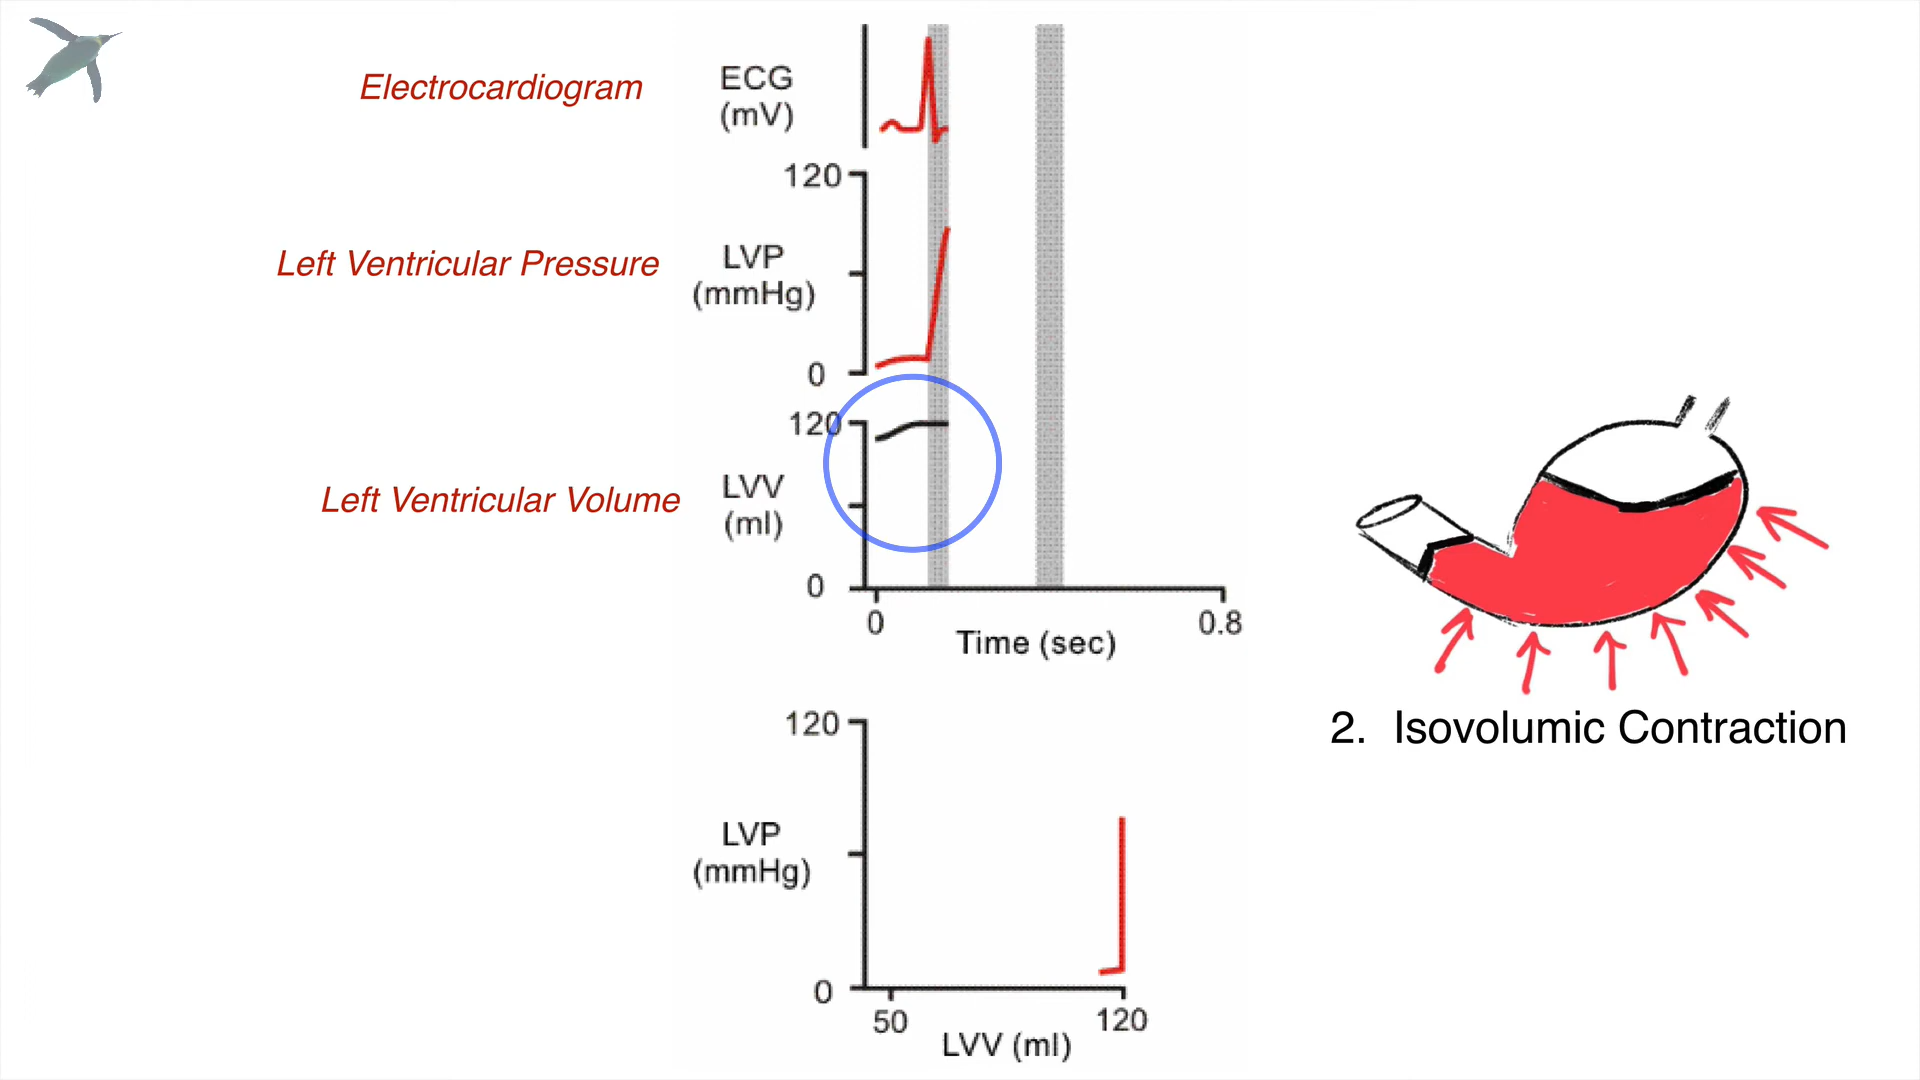 Electrocardiogram
ECG
(mV)
120
Left Ventricular Pressure
LVP
(mmHg)
0
120
Left Ventricular Volume
LVV
(ml)
0
0
0.8
Time (sec)
2. Isovolumic Contraction
120
LVP
(mmHg)
0
50
120
LVV (ml)